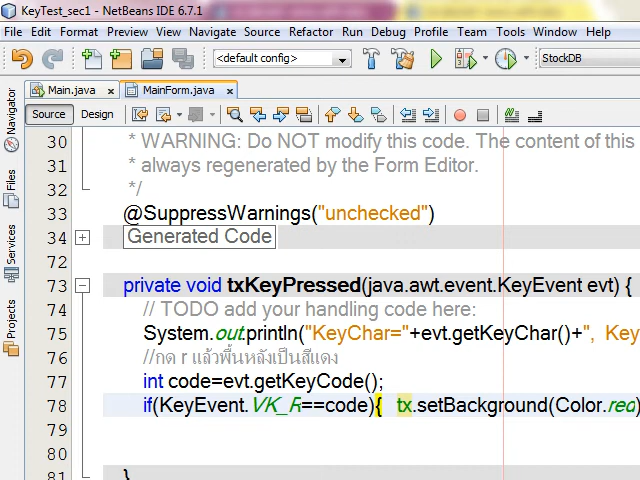 KeyTest_sec1 - NetBeans IDE 6.7.1
File Edit Format View Navigate Source Refactor Run Debug Profile Team Tools Window Help
<default config> StockDB
Main.java x MainForm.java x
Source Design
Navigator
Files
Services
Projects
30 * WARNING: Do NOT modify this code. The content of this
31 * always regenerated by the Form Editor.
32 */
33 @SuppressWarnings("unchecked")
34 Generated Code
72
73 private void txKeyPressed(java.awt.event.KeyEvent evt) {
74 // TODO add your handling code here:
75 System.out.println("KeyChar="+evt.getKeyChar()+", Key
76 //กด r แล้วพื้นหลังเป็นสีแดง
77 int code=evt.getKeyCode();
78 if(KeyEvent.VK_R==code){ tx.setBackground(Color.red)
79
80
81 }